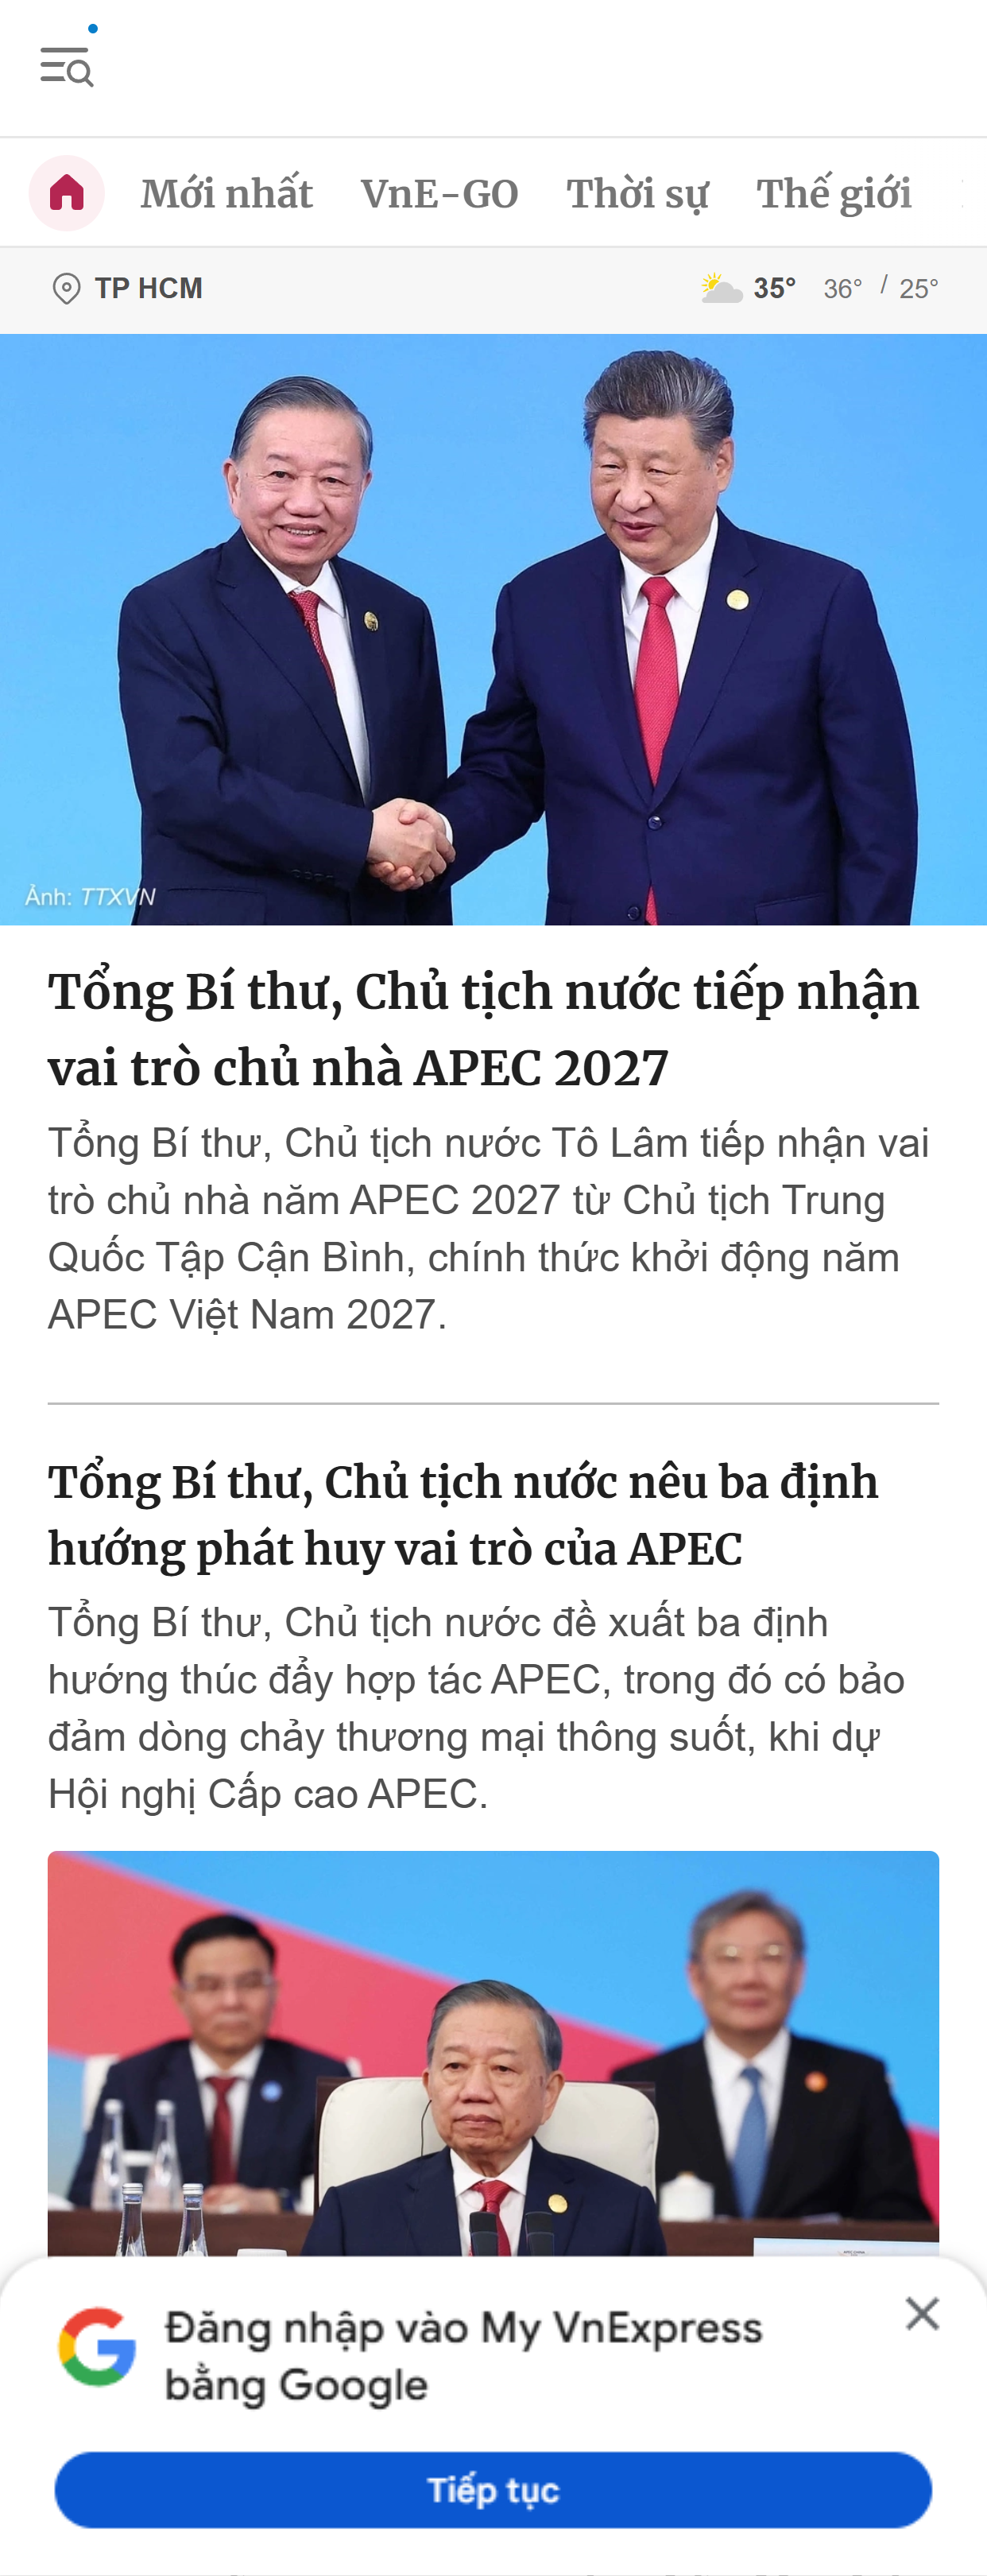 Mới nhất VnE-GO Thời sự Thế giới
TP HCM 35° 36° / 25°
Ảnh: TTXVN
Tổng Bí thư, Chủ tịch nước tiếp nhận
vai trò chủ nhà APEC 2027
Tổng Bí thư, Chủ tịch nước Tô Lâm tiếp nhận vai
trò chủ nhà năm APEC 2027 từ Chủ tịch Trung
Quốc Tập Cận Bình, chính thức khởi động năm
APEC Việt Nam 2027.
Tổng Bí thư, Chủ tịch nước nêu ba định
hướng phát huy vai trò của APEC
Tổng Bí thư, Chủ tịch nước đề xuất ba định
hướng thúc đẩy hợp tác APEC, trong đó có bảo
đảm dòng chảy thương mại thông suốt, khi dự
Hội nghị Cấp cao APEC.
Đăng nhập vào My VnExpress
bằng Google
Tiếp tục